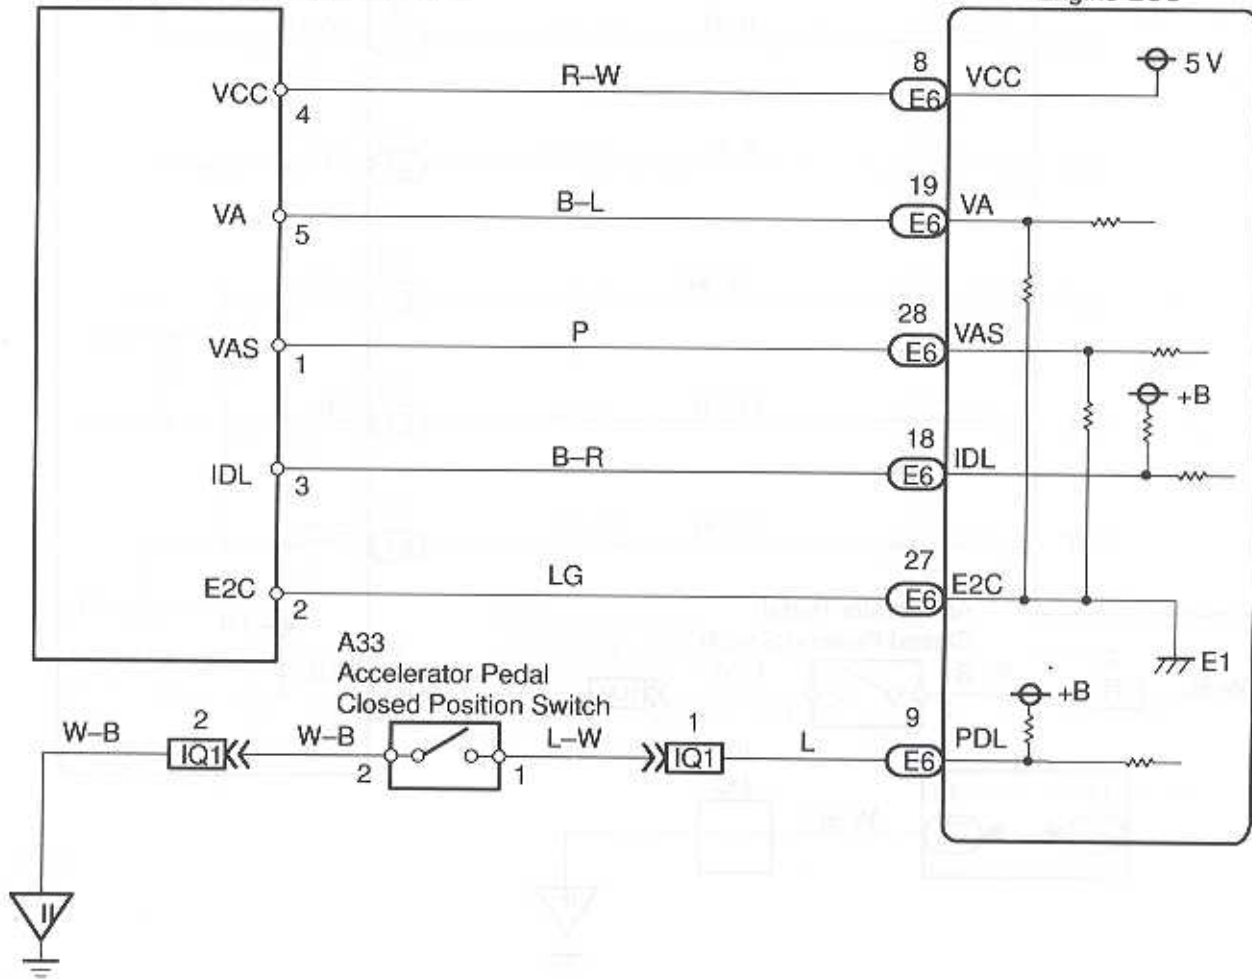 8
R–W
VCC
5 V
VCC
4
E6
19
B–L
VA
VA
5
E6
28
P
VAS
VAS
1
E6
+B
18
B–R
IDL
IDL
3
E6
27
LG
E2C
E2C
2
E6
A33
Accelerator Pedal
Closed Position Switch
E1
+B
W–B
2
IQ1
W–B
2
1
L–W
1
IQ1
L
9
PDL
E6
II